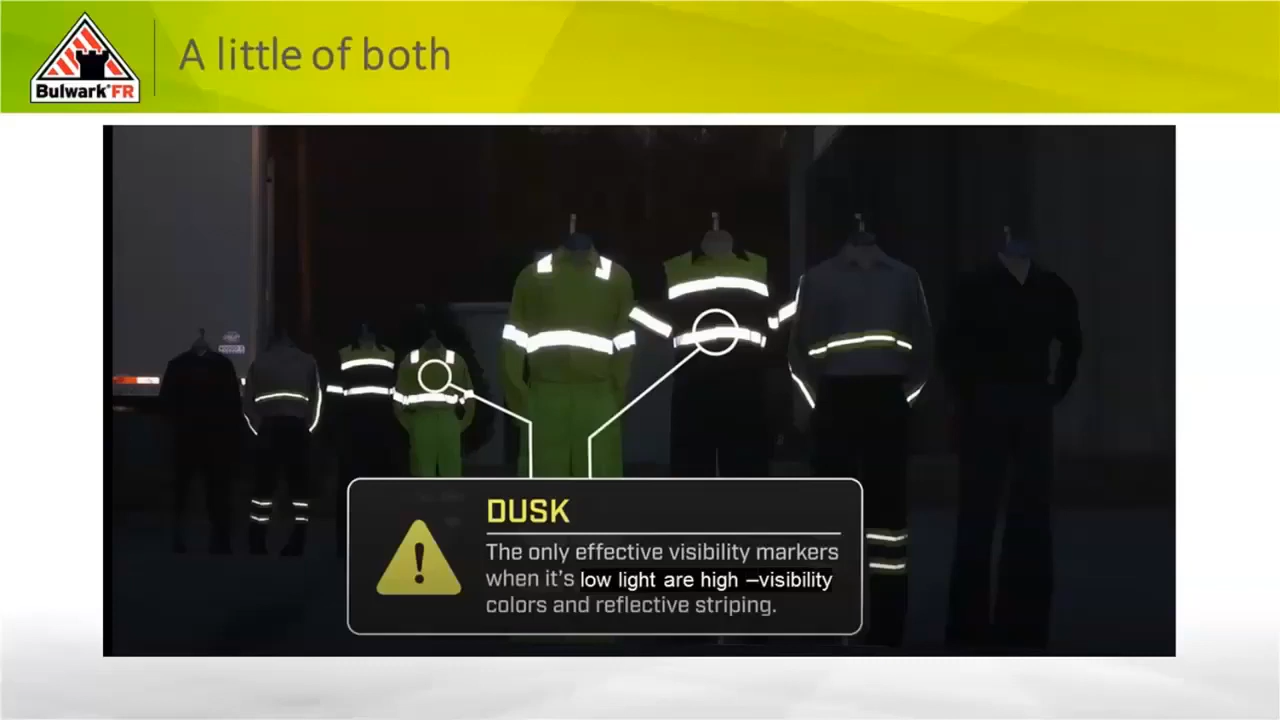 A little of both
Bulwark®FR
DUSK
The only effective visibility markers
when it's low light are high –visibility
colors and reflective striping.